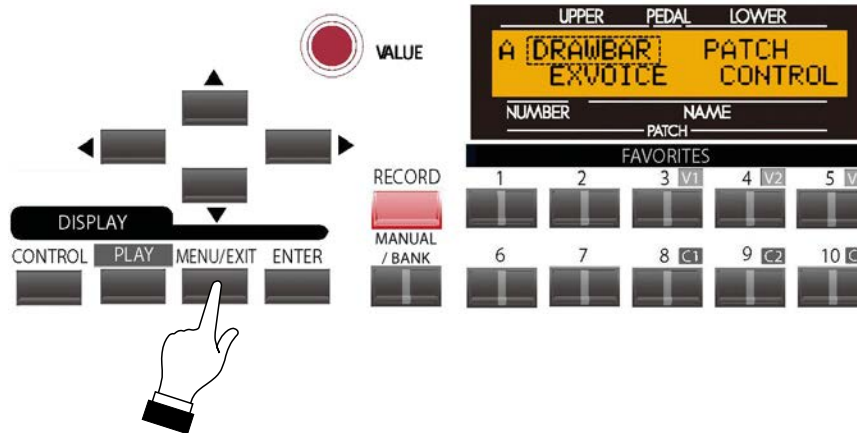 UPPER PEDAL LOWER
VALUE
A DRAWBAR PATCH
EXVOICE CONTROL
NUMBER NAME
PATCH
FAVORITES
RECORD 1 2 3 V1 4 V2 5 V
DISPLAY
CONTROL PLAY MENU/EXIT ENTER
MANUAL
/ BANK 6 7 8 C1 9 C2 10 C